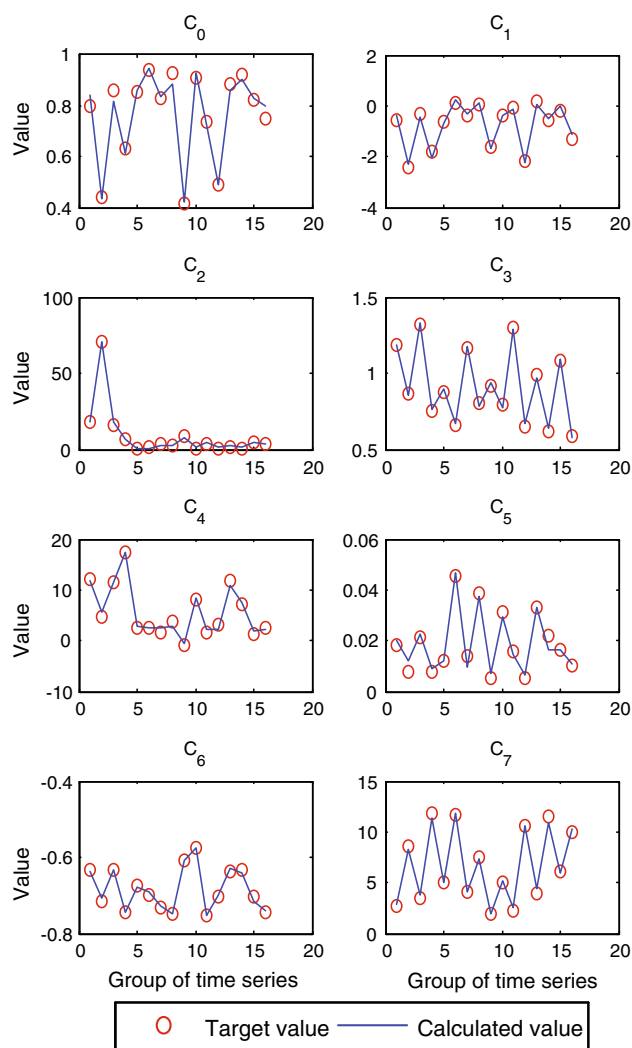 C0
C1
1
0.8
0.6
0.4
Value
0 5 10 15 20
2
0
-2
-4
0 5 10 15 20
C2
C3
100
50
0
Value
0 5 10 15 20
1.5
1
0.5
0 5 10 15 20
C4
C5
20
10
0
-10
Value
0 5 10 15 20
0.06
0.04
0.02
0
0 5 10 15 20
C6
C7
-0.4
-0.6
-0.8
Value
0 5 10 15 20
Group of time series
15
10
5
0
0 5 10 15 20
Group of time series
Target value
Calculated value